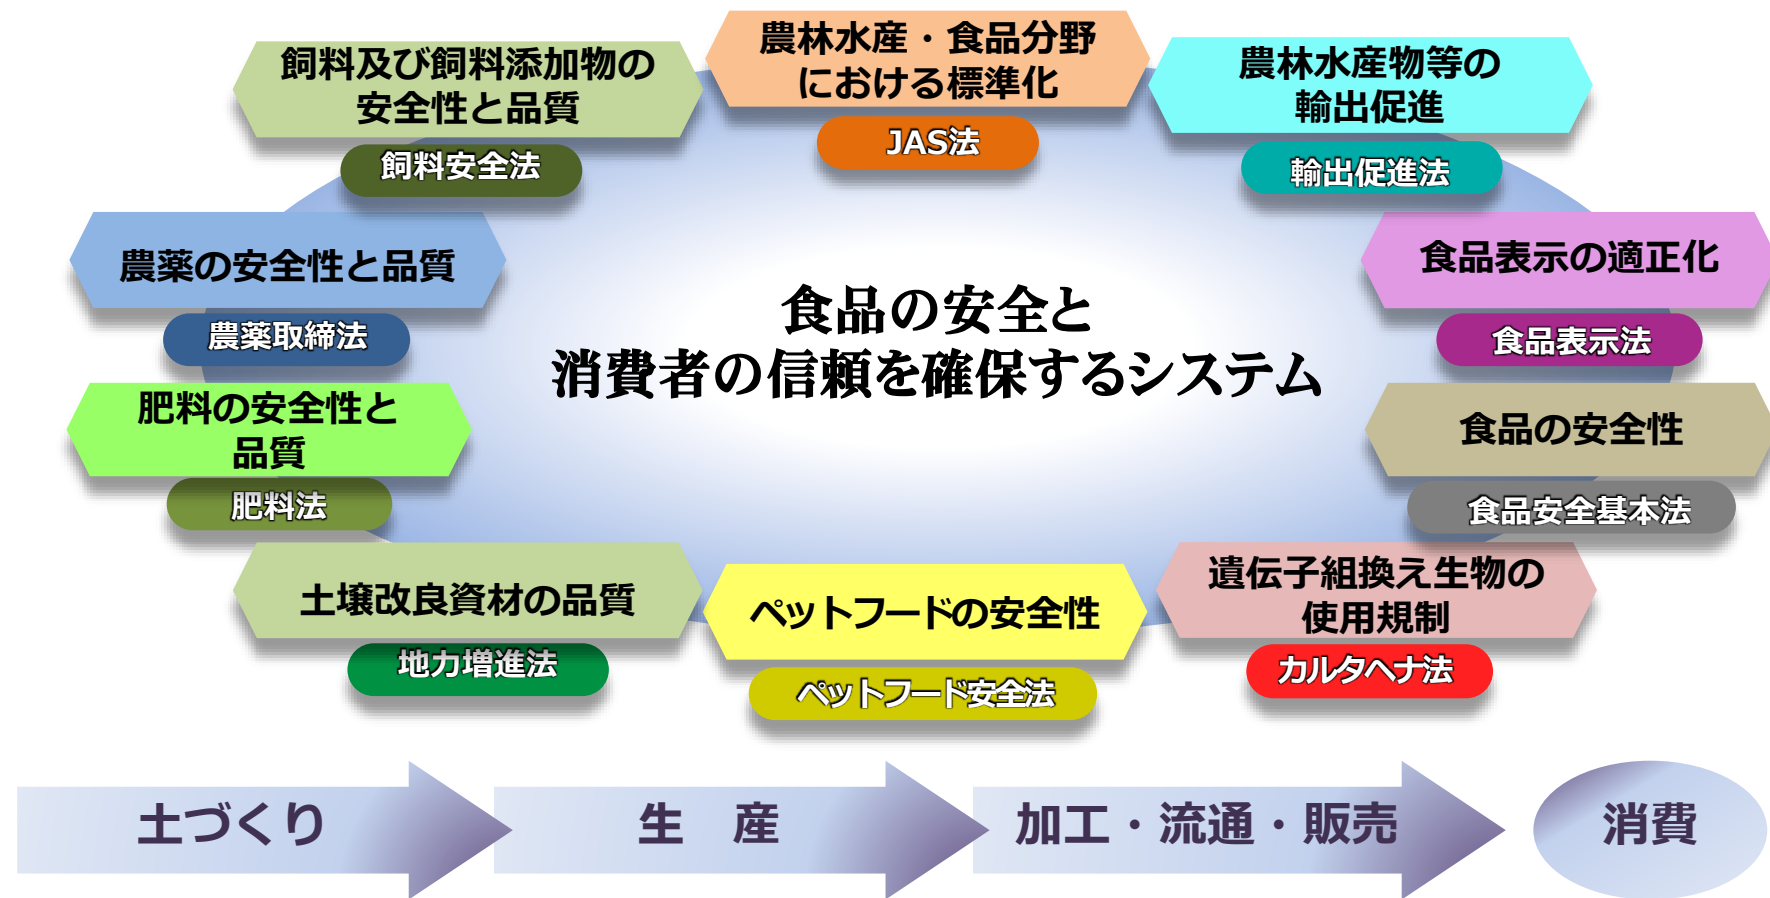 農林水産・食品分野
における標準化
JAS法
飼料及び飼料添加物の
安全性と品質
飼料安全法
農林水産物等の
輸出促進
輸出促進法
農薬の安全性と品質
農薬取締法
食品表示の適正化
食品表示法
食品の安全と
消費者の信頼を確保するシステム
肥料の安全性と
品質
肥料法
食品の安全性
食品安全基本法
土壌改良資材の品質
地力増進法
ペットフードの安全性
ペットフード安全法
遺伝子組換え生物の
使用規制
カルタヘナ法
土づくり
生　産
加工・流通・販売
消費